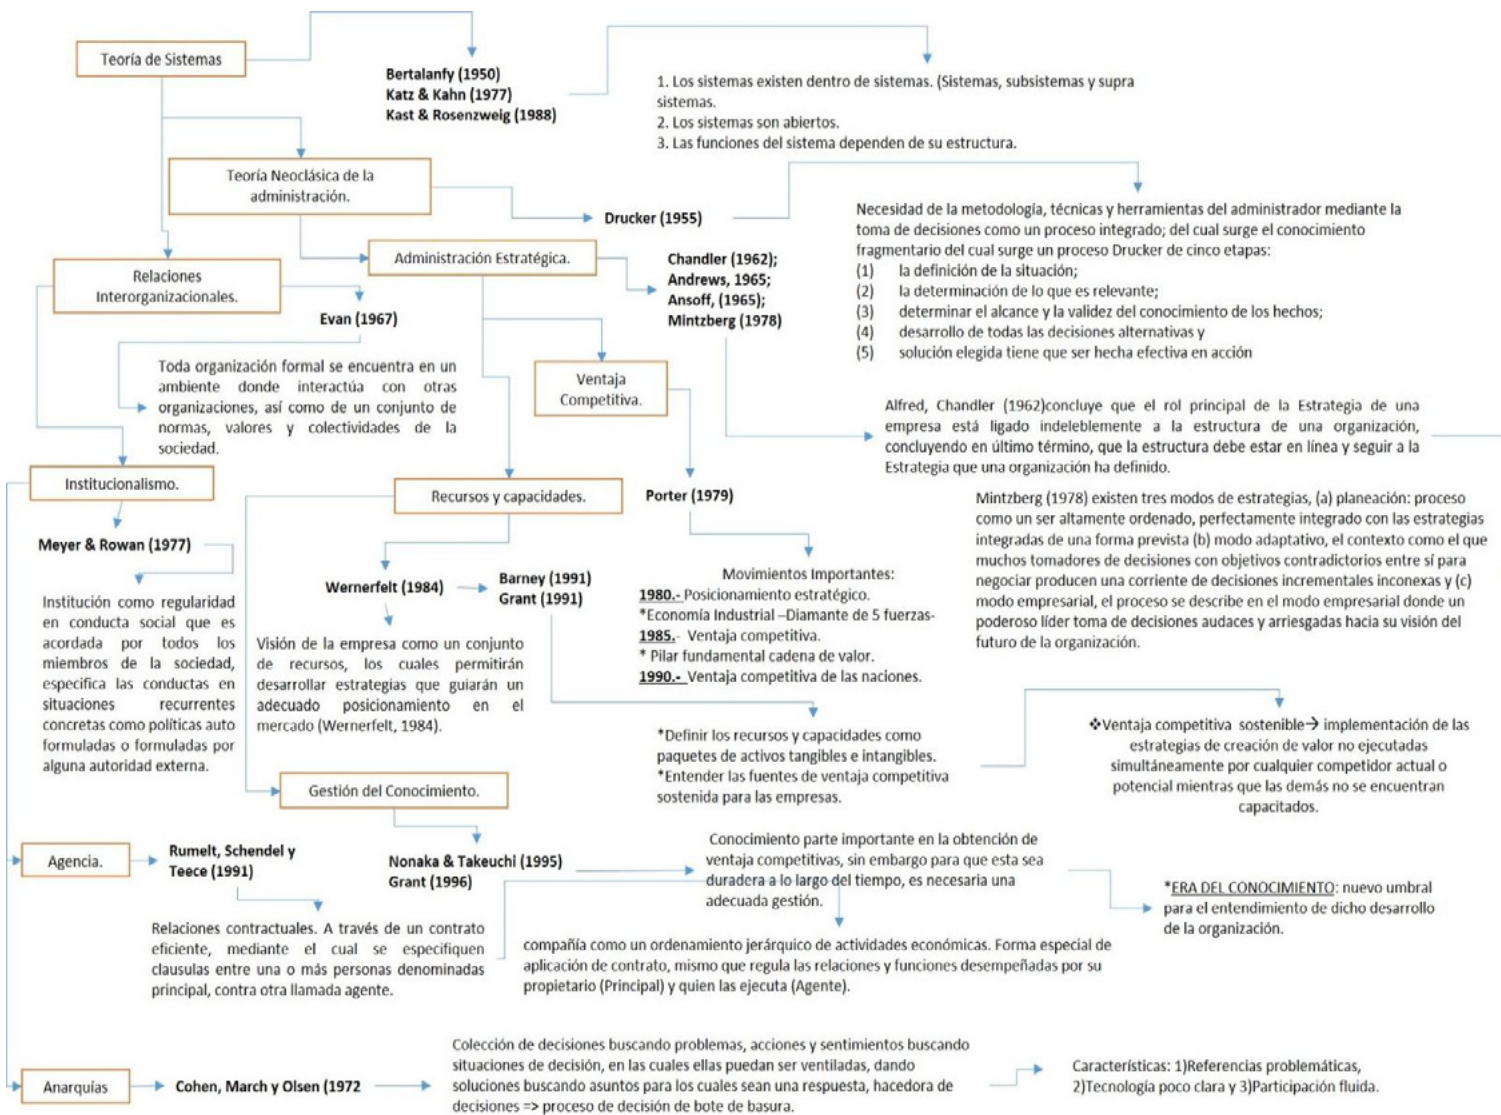 Teoría de Sistemas
Bertalanfy (1950)
Katz & Kahn (1977)
Kast & Rosenzweig (1988)
1. Los sistemas existen dentro de sistemas. (Sistemas, subsistemas y supra
sistemas.
2. Los sistemas son abiertos.
3. Las funciones del sistema dependen de su estructura.
Teoría Neoclásica de la
administración.
Drucker (1955)
Necesidad de la metodología, técnicas y herramientas del administrador mediante la
toma de decisiones como un proceso integrado; del cual surge el conocimiento
fragmentario del cual surge un proceso Drucker de cinco etapas:
(1) la definición de la situación;
(2) la determinación de lo que es relevante;
(3) determinar el alcance y la validez del conocimiento de los hechos;
(4) desarrollo de todas las decisiones alternativas y
(5) solución elegida tiene que ser hecha efectiva en acción
Relaciones
Interorganizacionales.
Administración Estratégica.
Chandler (1962);
Andrews, 1965;
Ansoff, (1965);
Mintzberg (1978)
Evan (1967)
Toda organización formal se encuentra en un
ambiente donde interactúa con otras
organizaciones, así como de un conjunto de
normas, valores y colectividades de la
sociedad.
Ventaja
Competitiva.
Alfred, Chandler (1962)concluye que el rol principal de la Estrategia de una
empresa está ligado indeleblemente a la estructura de una organización,
concluyendo en último término, que la estructura debe estar en línea y seguir a la
Estrategia que una organización ha definido.
Institucionalismo.
Recursos y capacidades.
Porter (1979)
Mintzberg (1978) existen tres modos de estrategias, (a) planeación: proceso
como un ser altamente ordenado, perfectamente integrado con las estrategias
integradas de una forma prevista (b) modo adaptativo, el contexto como el que
muchos tomadores de decisiones con objetivos contradictorios entre sí para
negociar producen una corriente de decisiones incrementales inconexas y (c)
modo empresarial, el proceso se describe en el modo empresarial donde un
poderoso líder toma de decisiones audaces y arriesgadas hacia su visión del
futuro de la organización.
Meyer & Rowan (1977)
Wernerfelt (1984)
Barney (1991)
Grant (1991)
Movimientos Importantes:
1980.- Posicionamiento estratégico.
*Economía Industrial –Diamante de 5 fuerzas-
1985.- Ventaja competitiva.
* Pilar fundamental cadena de valor.
1990.- Ventaja competitiva de las naciones.
Institución como regularidad
en conducta social que es
acordada por todos los
miembros de la sociedad,
especifica las conductas en
situaciones recurrentes
concretas como políticas auto
formuladas o formuladas por
alguna autoridad externa.
Visión de la empresa como un conjunto
de recursos, los cuales permitirán
desarrollar estrategias que guiarán un
adecuado posicionamiento en el
mercado (Wernerfelt, 1984).
*Definir los recursos y capacidades como
paquetes de activos tangibles e intangibles.
*Entender las fuentes de ventaja competitiva
sostenida para las empresas.
❖Ventaja competitiva sostenible→ implementación de las
estrategias de creación de valor no ejecutadas
simultáneamente por cualquier competidor actual o
potencial mientras que las demás no se encuentran
capacitados.
Gestión del Conocimiento.
Agencia.
Rumelt, Schendel y
Teece (1991)
Nonaka & Takeuchi (1995)
Grant (1996)
Conocimiento parte importante en la obtención de
ventaja competitivas, sin embargo para que esta sea
duradera a lo largo del tiempo, es necesaria una
adecuada gestión.
*ERA DEL CONOCIMIENTO: nuevo umbral
para el entendimiento de dicho desarrollo
de la organización.
Relaciones contractuales. A través de un contrato
eficiente, mediante el cual se especifiquen
clausulas entre una o más personas denominadas
principal, contra otra llamada agente.
compañía como un ordenamiento jerárquico de actividades económicas. Forma especial de
aplicación de contrato, mismo que regula las relaciones y funciones desempeñadas por su
propietario (Principal) y quien las ejecuta (Agente).
Anarquías
Cohen, March y Olsen (1972
Colección de decisiones buscando problemas, acciones y sentimientos buscando
situaciones de decisión, en las cuales ellas puedan ser ventiladas, dando
soluciones buscando asuntos para los cuales sean una respuesta, hacedora de
decisiones => proceso de decisión de bote de basura.
Características: 1)Referencias problemáticas,
2)Tecnología poco clara y 3)Participación fluida.